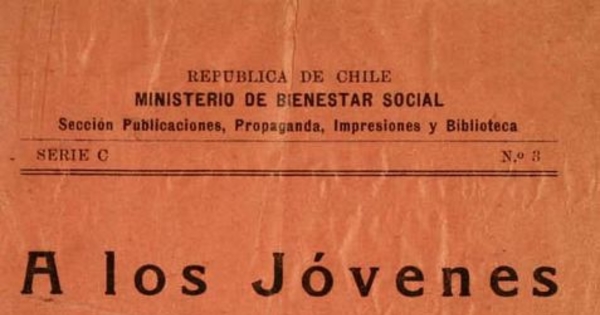 REPUBLICA DE CHILE
MINISTERIO DE BIENESTAR SOCIAL
Sección Publicaciones, Propaganda, Impresiones y Biblioteca
SERIE C N.º 3
A los Jóvenes